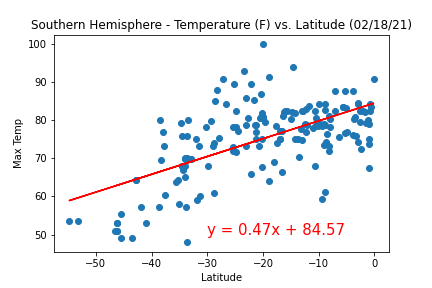 Southern Hemisphere - Temperature (F) vs. Latitude (02/18/21)
100
90
80
70
60
50
Max Temp
y = 0.47x + 84.57
−50 −40 −30 −20 −10 0
Latitude